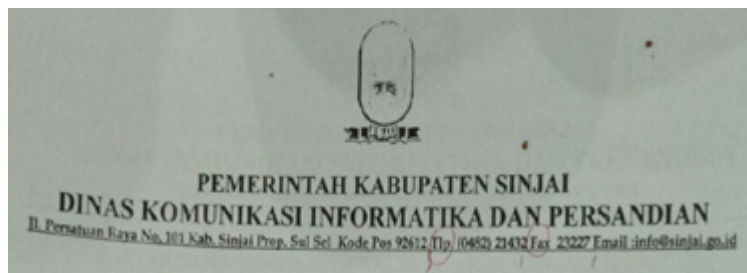 PEMERINTAH KABUPATEN SINJAI
DINAS KOMUNIKASI INFORMATIKA DAN PERSANDIAN
Jl. Persatuan Raya No. 101 Kab. Sinjai Prop. Sul Sel Kode Pos 92612 Tlp. (0482) 21432 Fax 23227 Email :info@sinjai.go.id